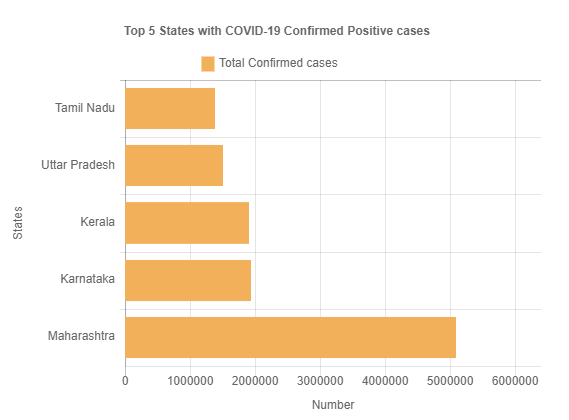 Top 5 States with COVID-19 Confirmed Positive cases
Total Confirmed cases
Tamil Nadu
Uttar Pradesh
Kerala
Karnataka
Maharashtra
States
0 1000000 2000000 3000000 4000000 5000000 6000000
Number